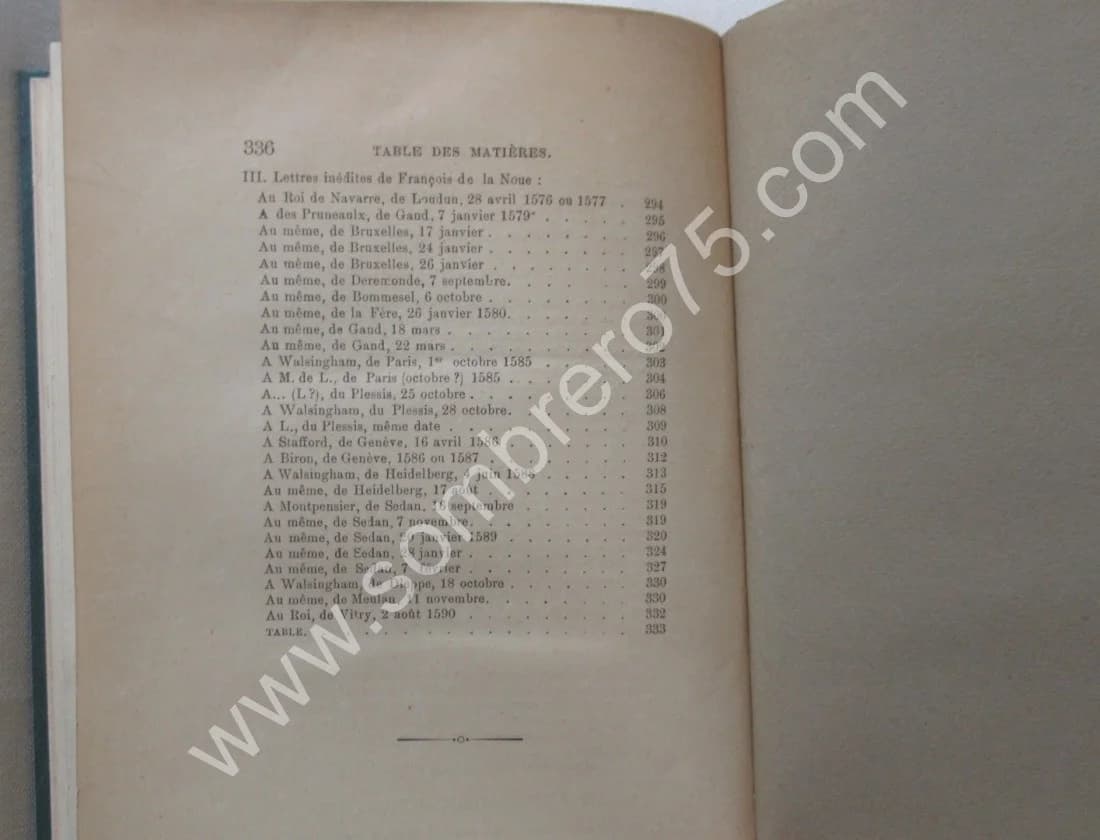 336 TABLE DES MATIÈRES.
III. Lettres inédites de François de la Noue :
Au Roi de Navarre, de Loudun, 28 avril 1576 ou 1577 . 294
A des Pruneaulx, de Gand, 7 janvier 1579 . . . . . 295
Au même, de Bruxelles, 17 janvier . . . . . . . . 296
Au même, de Bruxelles, 24 janvier . . . . . . . . 297
Au même, de Bruxelles, 26 janvier . . . . . . . . 298
Au même, de Deremonde, 7 septembre. . . . . . . 299
Au même, de Bommesel, 6 octobre . . . . . . . . 300
Au même, de la Fère, 26 janvier 1580. . . . . . .
Au même, de Gand, 18 mars . . . . . . . . . . 301
Au même, de Gand, 22 mars . . . . . . . . . . 302
A Walsingham, de Paris, 1er octobre 1585 . . . . . 303
A M. de L., de Paris (octobre ?) 1585 . . . . . . . 304
A... (L ?), du Plessis, 25 octobre . . . . . . . . . 306
A Walsingham, du Plessis, 28 octobre. . . . . . . 308
A L., du Plessis, même date . . . . . . . . . . 309
A Stafford, de Genève, 16 avril 1586 . . . . . . . 310
A Biron, de Genève, 1586 ou 1587 . . . . . . . . 312
A Walsingham, de Heidelberg, juin . . . . . 313
Au même, de Heidelberg, 17 août . . . . . . . . 315
A Montpensier, de Sedan, septembre . . . . . . 319
Au même, de Sedan, 7 novembre. . . . . . . . . 319
Au même, de Sedan, janvier 1589 . . . . . . . 320
Au même, de Sedan, janvier . . . . . . . . . 324
Au même, de Sedan, 7 février . . . . . . . . . 327
A Walsingham, de Dieppe, 18 octobre . . . . . . . 330
Au même, de Meulan, 11 novembre. . . . . . . . 330
Au Roi, de Vitry, 2 août 1590 . . . . . . . . . 332
TABLE. . . . . . . . . . . . . . . . 333
www.sombrero75.com